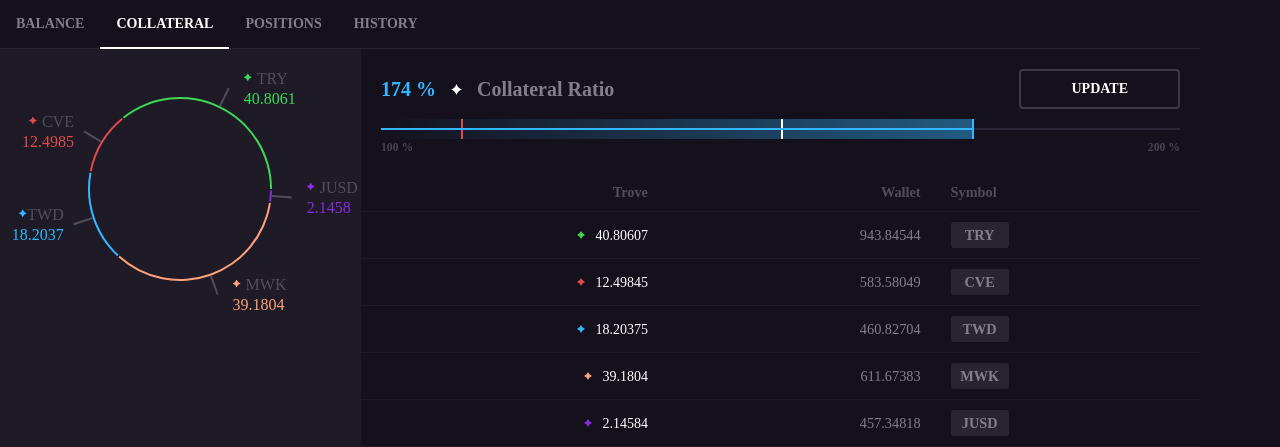 BALANCE COLLATERAL POSITIONS HISTORY
TRY
40.8061
CVE
12.4985
JUSD
2.1458
TWD
18.2037
MWK
39.1804
174 % Collateral Ratio UPDATE
100 % 200 %
Trove Wallet Symbol
40.80607 943.84544 TRY
12.49845 583.58049 CVE
18.20375 460.82704 TWD
39.1804 611.67383 MWK
2.14584 457.34818 JUSD